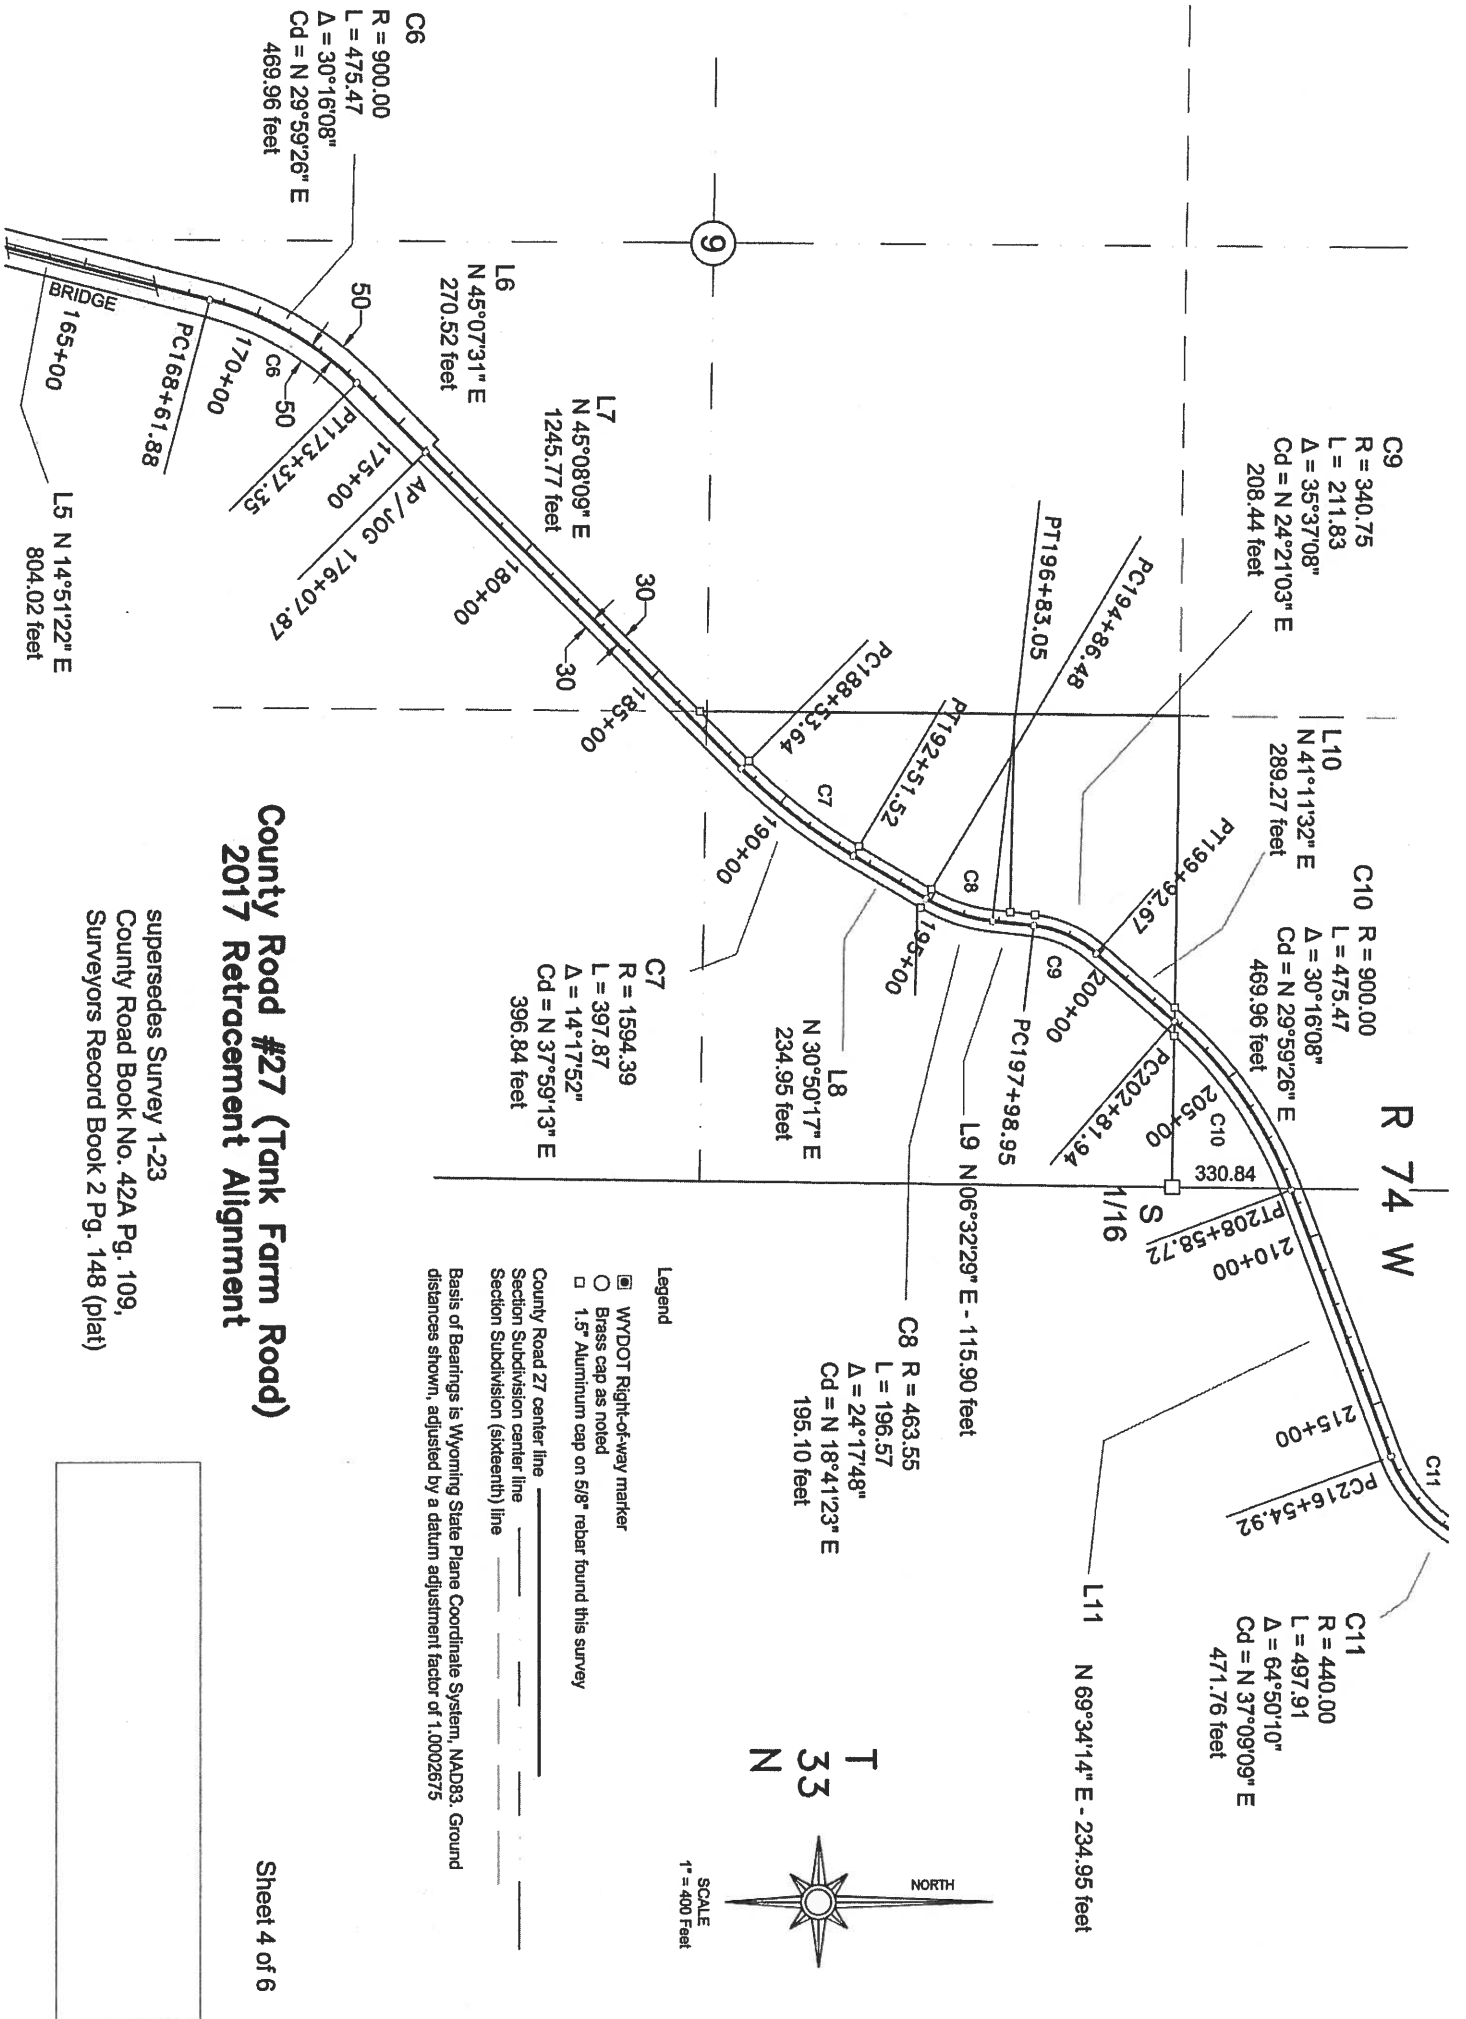 R 74 W
C6
R = 900.00
L = 475.47
Δ = 30°16'08"
Cd = N 29°59'26" E
469.96 feet
C9
R = 340.75
L = 211.83
Δ = 35°37'08"
Cd = N 24°21'03" E
208.44 feet
L10
N 41°11'32" E
289.27 feet
C10 R = 900.00
L = 475.47
Δ = 30°16'08"
Cd = N 29°59'26" E
469.96 feet
C11
R = 440.00
L = 497.91
Δ = 64°50'10"
Cd = N 37°09'09" E
471.76 feet
L11 N 69°34'14" E - 234.95 feet
C11
PC216+54.92
215+00
210+00
PT208+58.72
330.84
S
1/16
C10
205+00
PC202+81.94
200+00
PT199+92.67
C9
PC197+98.95
PT196+83.05
PC194+86.48
C8
195+00
PT192+51.52
C7
190+00
PC188+53.64
185+00
30
30
180+00
9
L6
N 45°07'31" E
270.52 feet
L7
N 45°08'09" E
1245.77 feet
AP/JOG 176+07.87
175+00
PT173+37.35
50
50
C6
170+00
PC168+61.88
BRIDGE
165+00
L5 N 14°51'22" E
804.02 feet
L9 N 06°32'29" E - 115.90 feet
L8
N 30°50'17" E
234.95 feet
C8 R = 463.55
L = 196.57
Δ = 24°17'48"
Cd = N 18°41'23" E
195.10 feet
C7
R = 1594.39
L = 397.87
Δ = 14°17'52"
Cd = N 37°59'13" E
396.84 feet
T
33
N
NORTH
SCALE
1" = 400 Feet
Legend
WYDOT Right-of-way marker
Brass cap as noted
1.5" Aluminum cap on 5/8" rebar found this survey
County Road 27 center line
Section Subdivision center line
Section Subdivision (sixteenth) line
Basis of Bearings is Wyoming State Plane Coordinate System, NAD83. Ground
distances shown, adjusted by a datum adjustment factor of 1.0002675
County Road #27 (Tank Farm Road)
2017 Retracement Alignment
supersedes Survey 1-23
County Road Book No. 42A Pg. 109,
Surveyors Record Book 2 Pg. 148 (plat)
Sheet 4 of 6